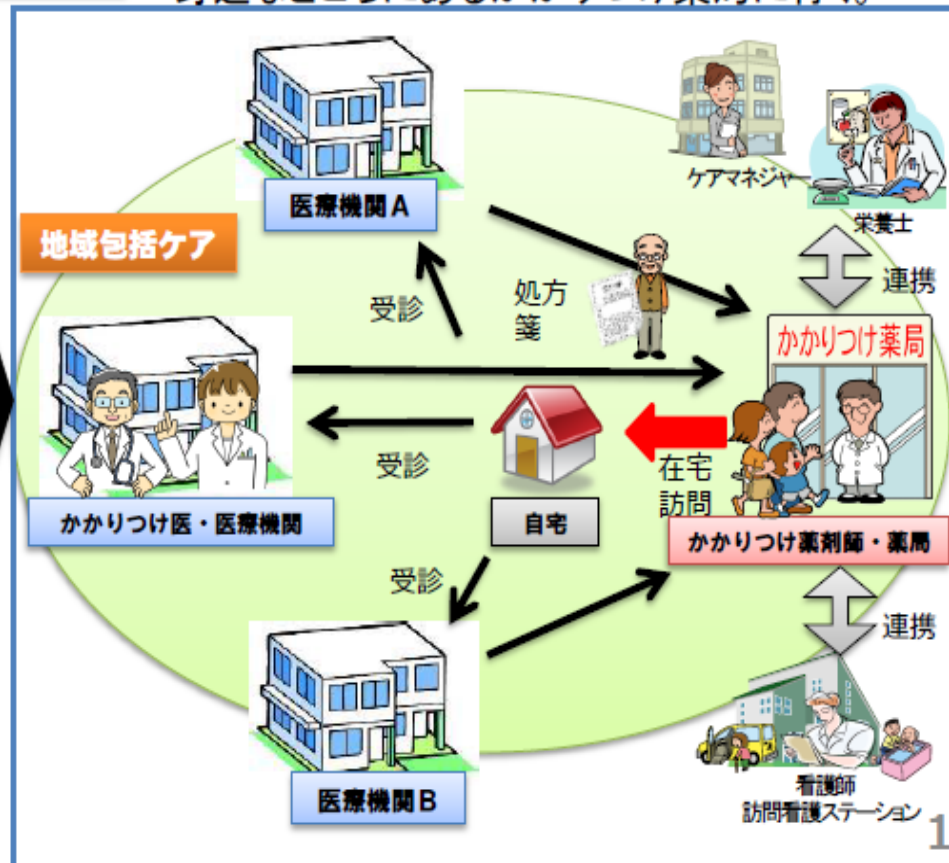 ケアマネジャー
栄養士
医療機関A
地域包括ケア
受診
処方
箋
連携
かかりつけ薬局
受診
在宅
訪問
かかりつけ医・医療機関
自宅
かかりつけ薬剤師・薬局
受診
連携
医療機関B
看護師
訪問看護ステーション
1